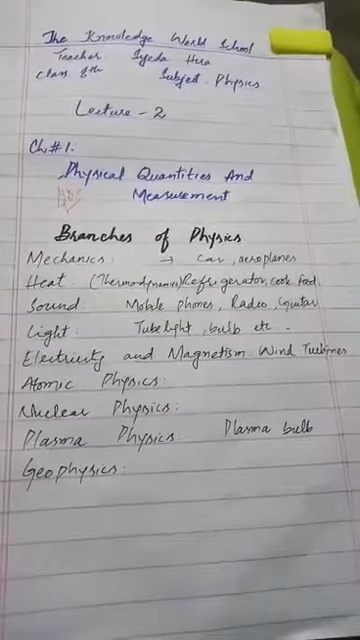 The Knowledge World School
Teacher Syeda Hira
Class 8th Subject. Physics
Lecture - 2
Ch#1.
Physical Quantities And
Measurement
Branches of Physics
Mechanics: → car, aeroplanes
Heat. (Thermodynamics) Refrigerator, cook food.
Sound: Mobile phones, Radio, Guitar
Light: Tubelight, bulb etc...
Electricity and Magnetism Wind Turbines
Atomic Physics:
Nuclear Physics:
Plasma Physics: Plasma bulb
Geophysics: